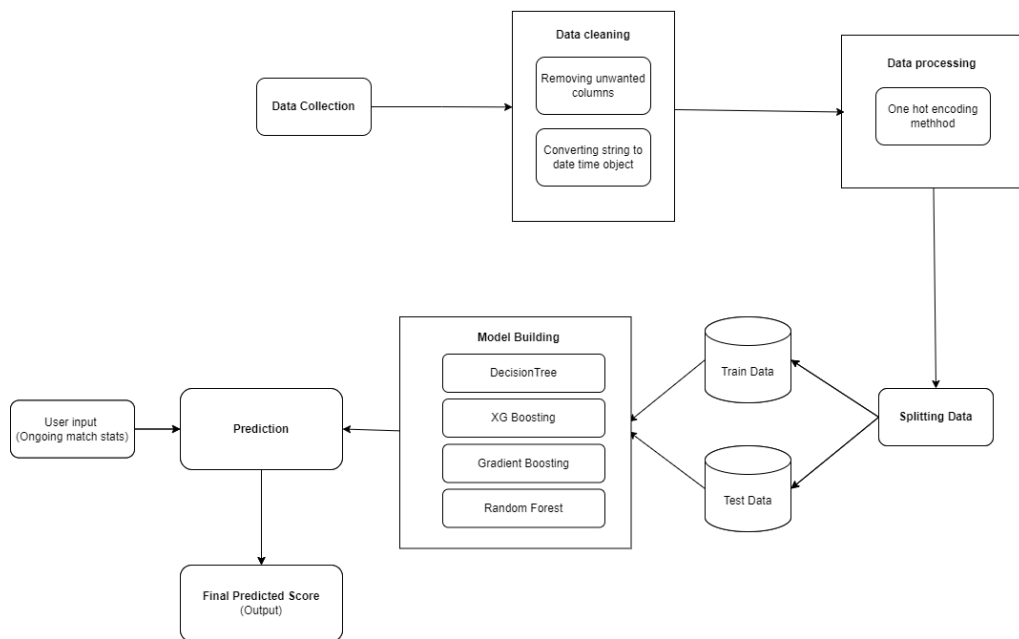 Data cleaning
Removing unwanted
columns
Converting string to
date time object
Data Collection
Data processing
One hot encoding
methhod
Model Building
DecisionTree
XG Boosting
Gradient Boosting
Random Forest
Train Data
Test Data
Splitting Data
User input
(Ongoing match stats)
Prediction
Final Predicted Score
(Output)